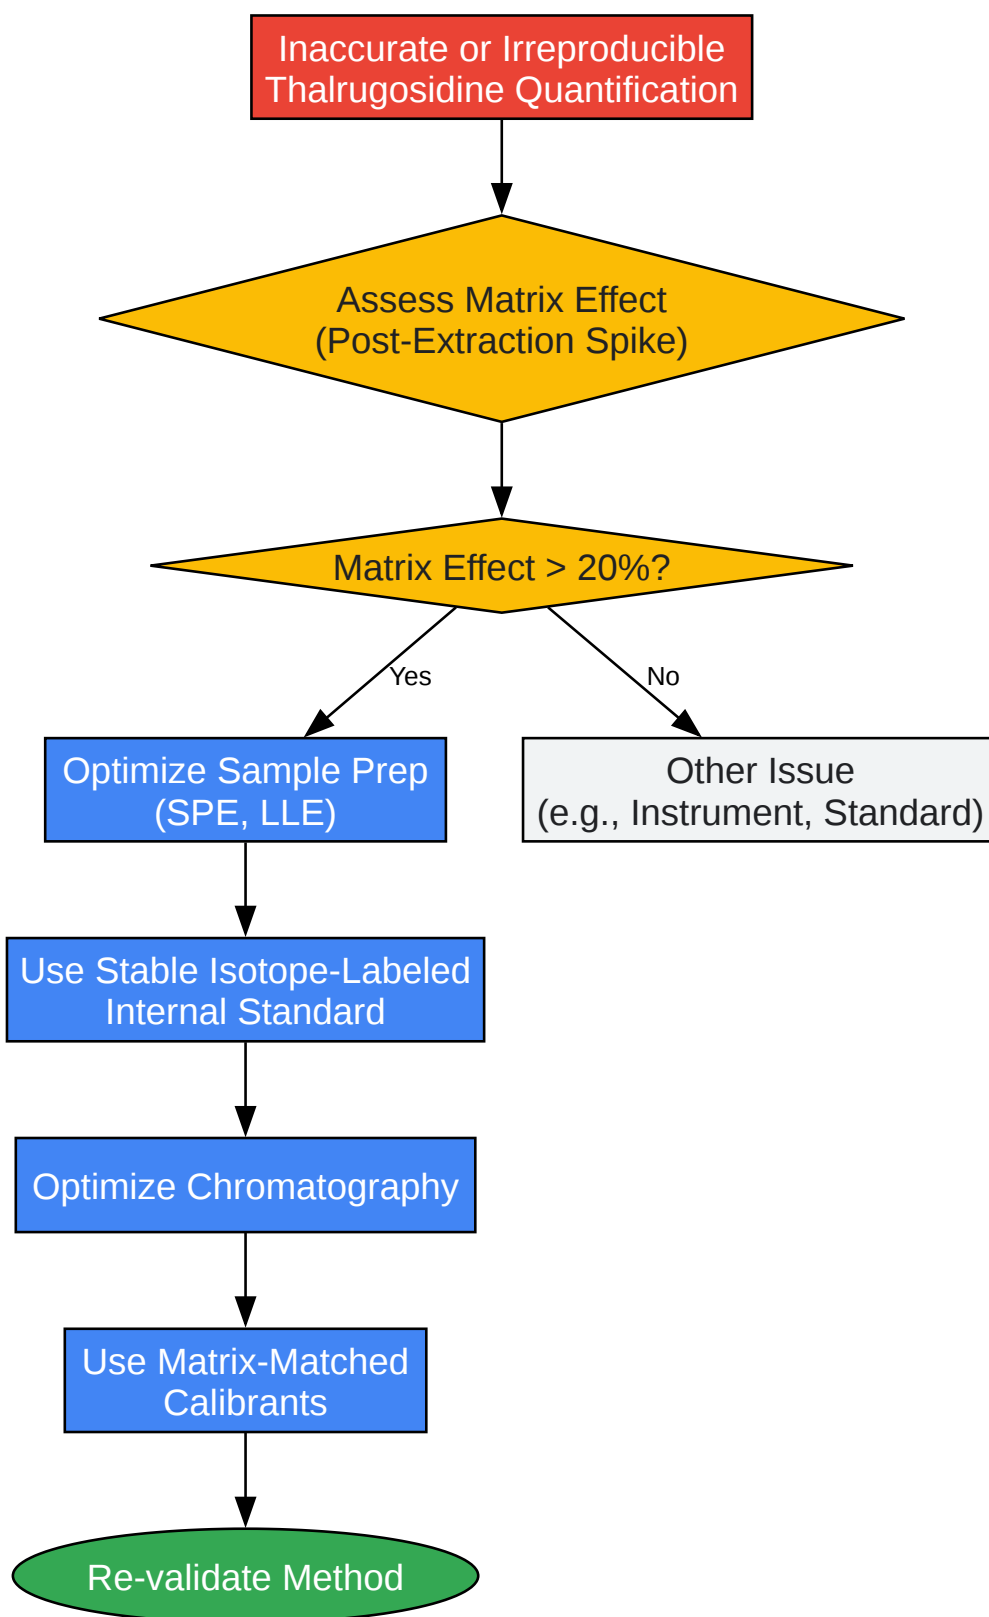 Inaccurate or Irreproducible
Thalrugosidine Quantification
Assess Matrix Effect
(Post-Extraction Spike)
Matrix Effect > 20%?
Yes
No
Optimize Sample Prep
(SPE, LLE)
Other Issue
(e.g., Instrument, Standard)
Use Stable Isotope-Labeled
Internal Standard
Optimize Chromatography
Use Matrix-Matched
Calibrants
Re-validate Method